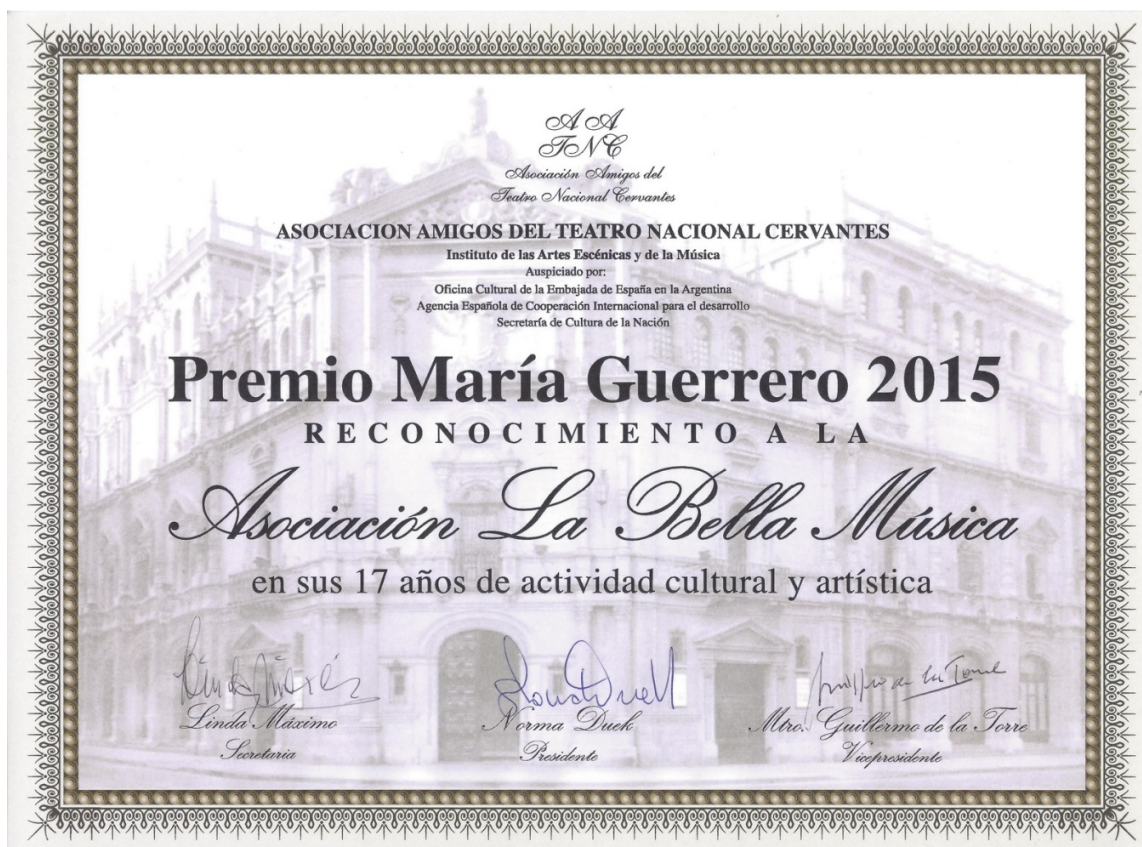 A A
T N C
Asociación Amigos del
Teatro Nacional Cervantes
ASOCIACION AMIGOS DEL TEATRO NACIONAL CERVANTES
Instituto de las Artes Escénicas y de la Música
Auspiciado por:
Oficina Cultural de la Embajada de España en la Argentina
Agencia Española de Cooperación Internacional para el desarrollo
Secretaría de Cultura de la Nación
Premio María Guerrero 2015
RECONOCIMIENTO A LA
Asociación La Bella Música
en sus 17 años de actividad cultural y artística
Linda Máximo Norma Duek Mtro. Guillermo de la Torre
Secretaria Presidente Vicepresidente